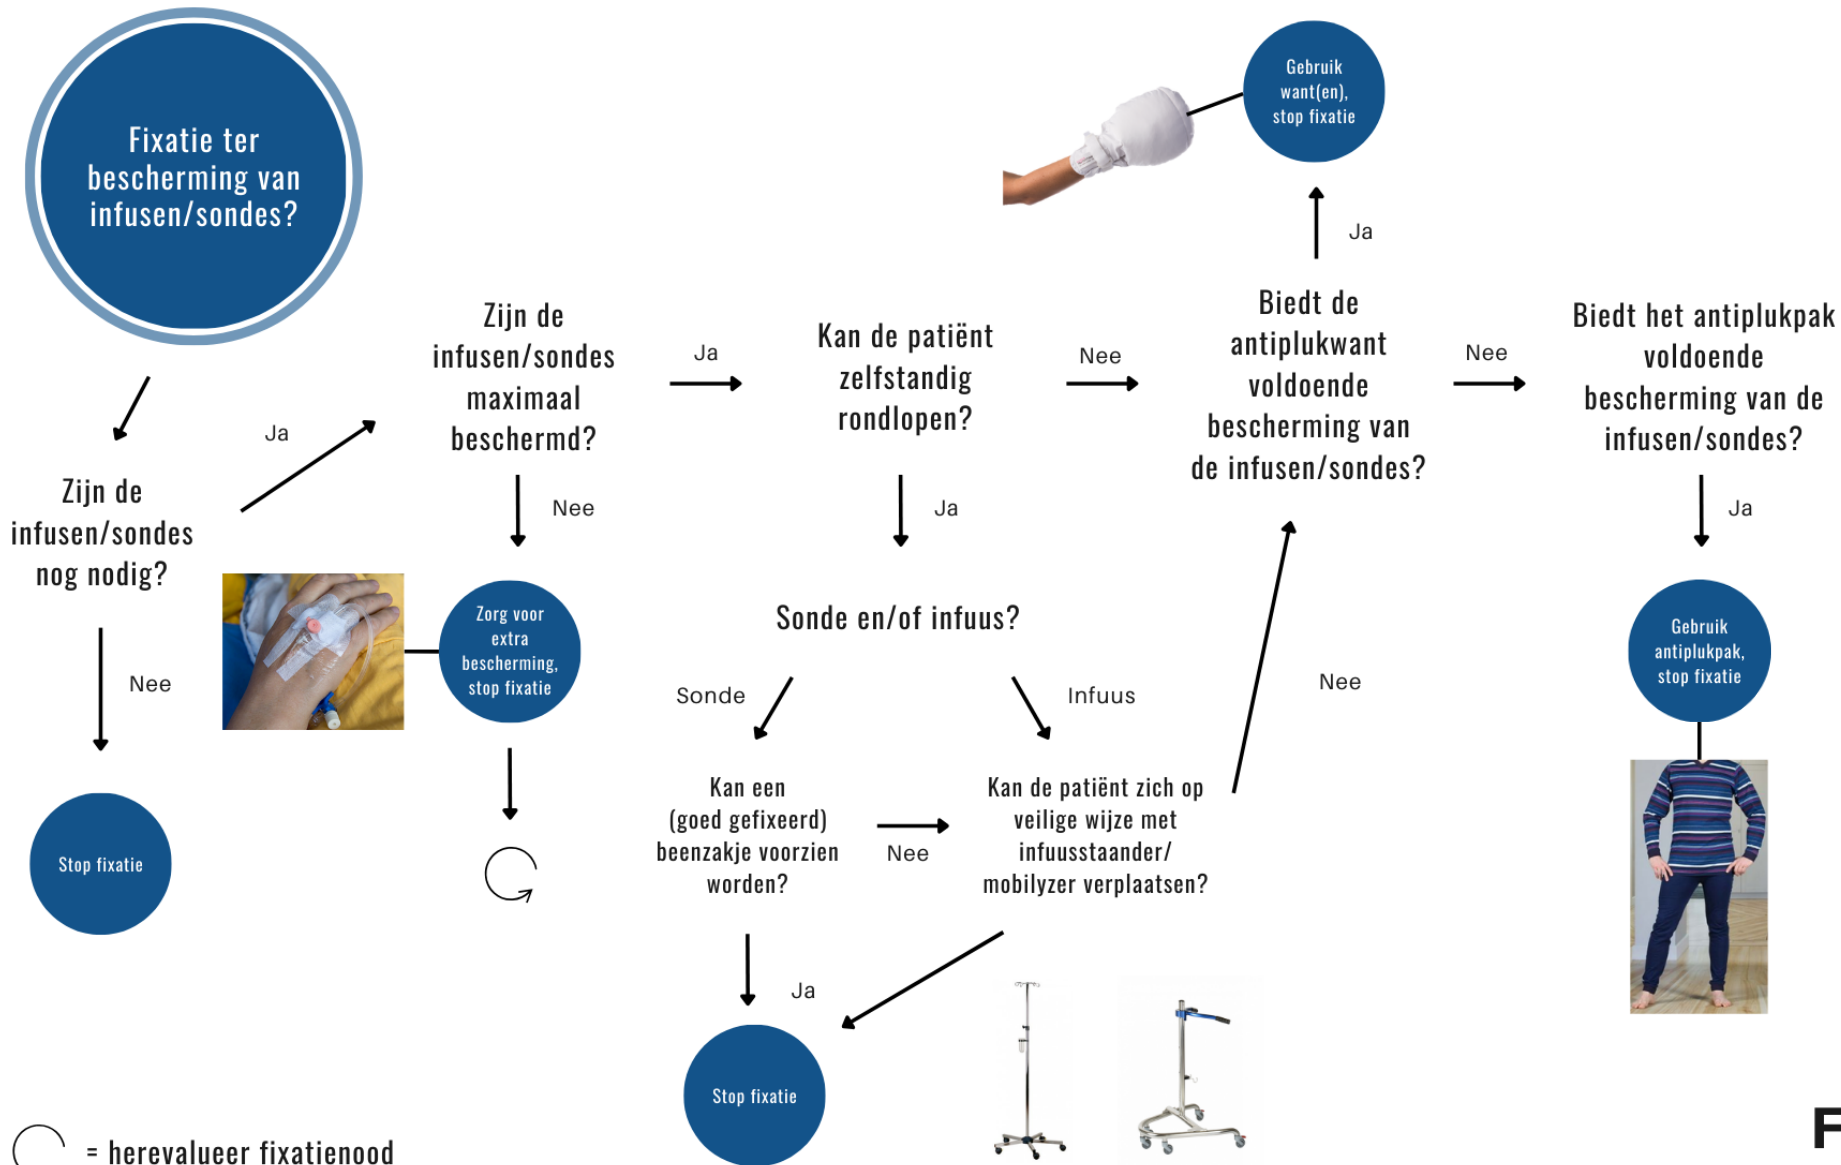 Fixatie ter
bescherming van
infusen/sondes?
Gebruik
want(en),
stop fixatie
Ja
Zijn de
infusen/sondes
maximaal
beschermd?
Ja
Kan de patiënt
zelfstandig
rondlopen?
Nee
Biedt de
antiplukwant
voldoende
bescherming van
de infusen/sondes?
Nee
Biedt het antiplukpak
voldoende
bescherming van de
infusen/sondes?
Ja
Zijn de
infusen/sondes
nog nodig?
Nee
Ja
Ja
Zorg voor
extra
bescherming,
stop fixatie
Sonde en/of infuus?
Gebruik
antiplukpak,
stop fixatie
Nee
Sonde
Infuus
Nee
Stop fixatie
Kan een
(goed gefixeerd)
beenzakje voorzien
worden?
Nee
Kan de patiënt zich op
veilige wijze met
infuusstaander/
mobilyzer verplaatsen?
Ja
Stop fixatie
= herevalueer fixatienood
F